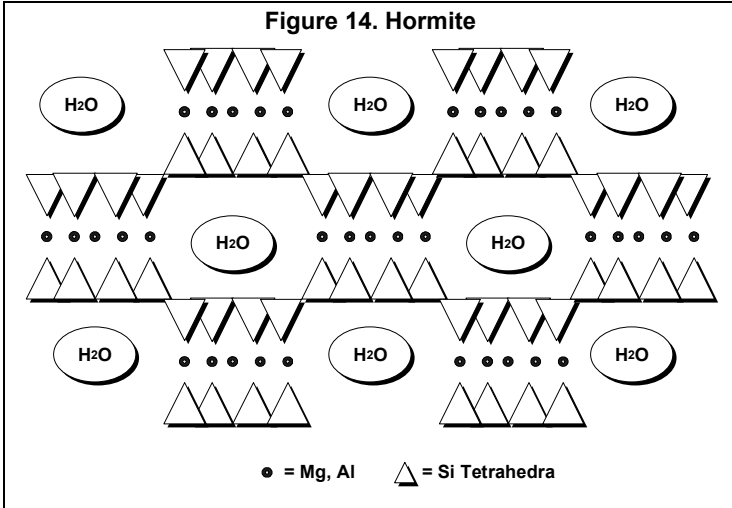 Figure 14. Hormite
H2O H2O H2O
H2O H2O
H2O H2O H2O
= Mg, Al = Si Tetrahedra